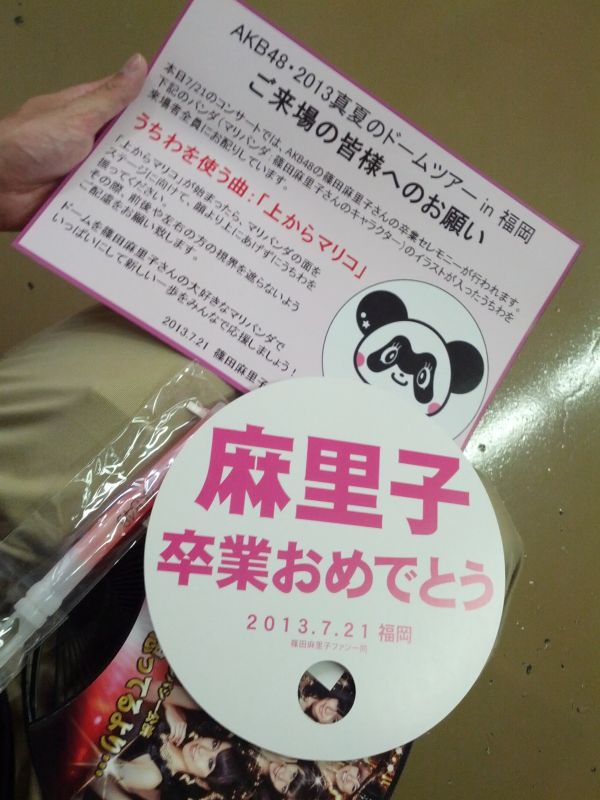 AKB48・2013真夏のドームツアー in 福岡
ご来場の皆様へのお願い
本日7/21のコンサートでは、AKB48の篠田麻里子さんの卒業セレモニーが行われます。
下記のパンダ「マリパンダ(篠田麻里子さんのキャラクター)のイラストが入ったうちわを
来場者全員にお配りしています。
うちわを使う曲：「上からマリコ」
「上からマリコ」が始まったら、マリパンダの面を
ステージに向けて、顔より上にあげずにうちわを
振ってください。
その際、前後や左右の方の視界を遮らないよう
ご配慮をお願い致します。
ドームを篠田麻里子さんの大好きなマリパンダで
いっぱいにして新しい一歩をみんなで応援しましょう！
2013.7.21 篠田麻里子
麻里子
卒業おめでとう
2013.7.21 福岡
篠田麻里子ファン一同
ってるより…